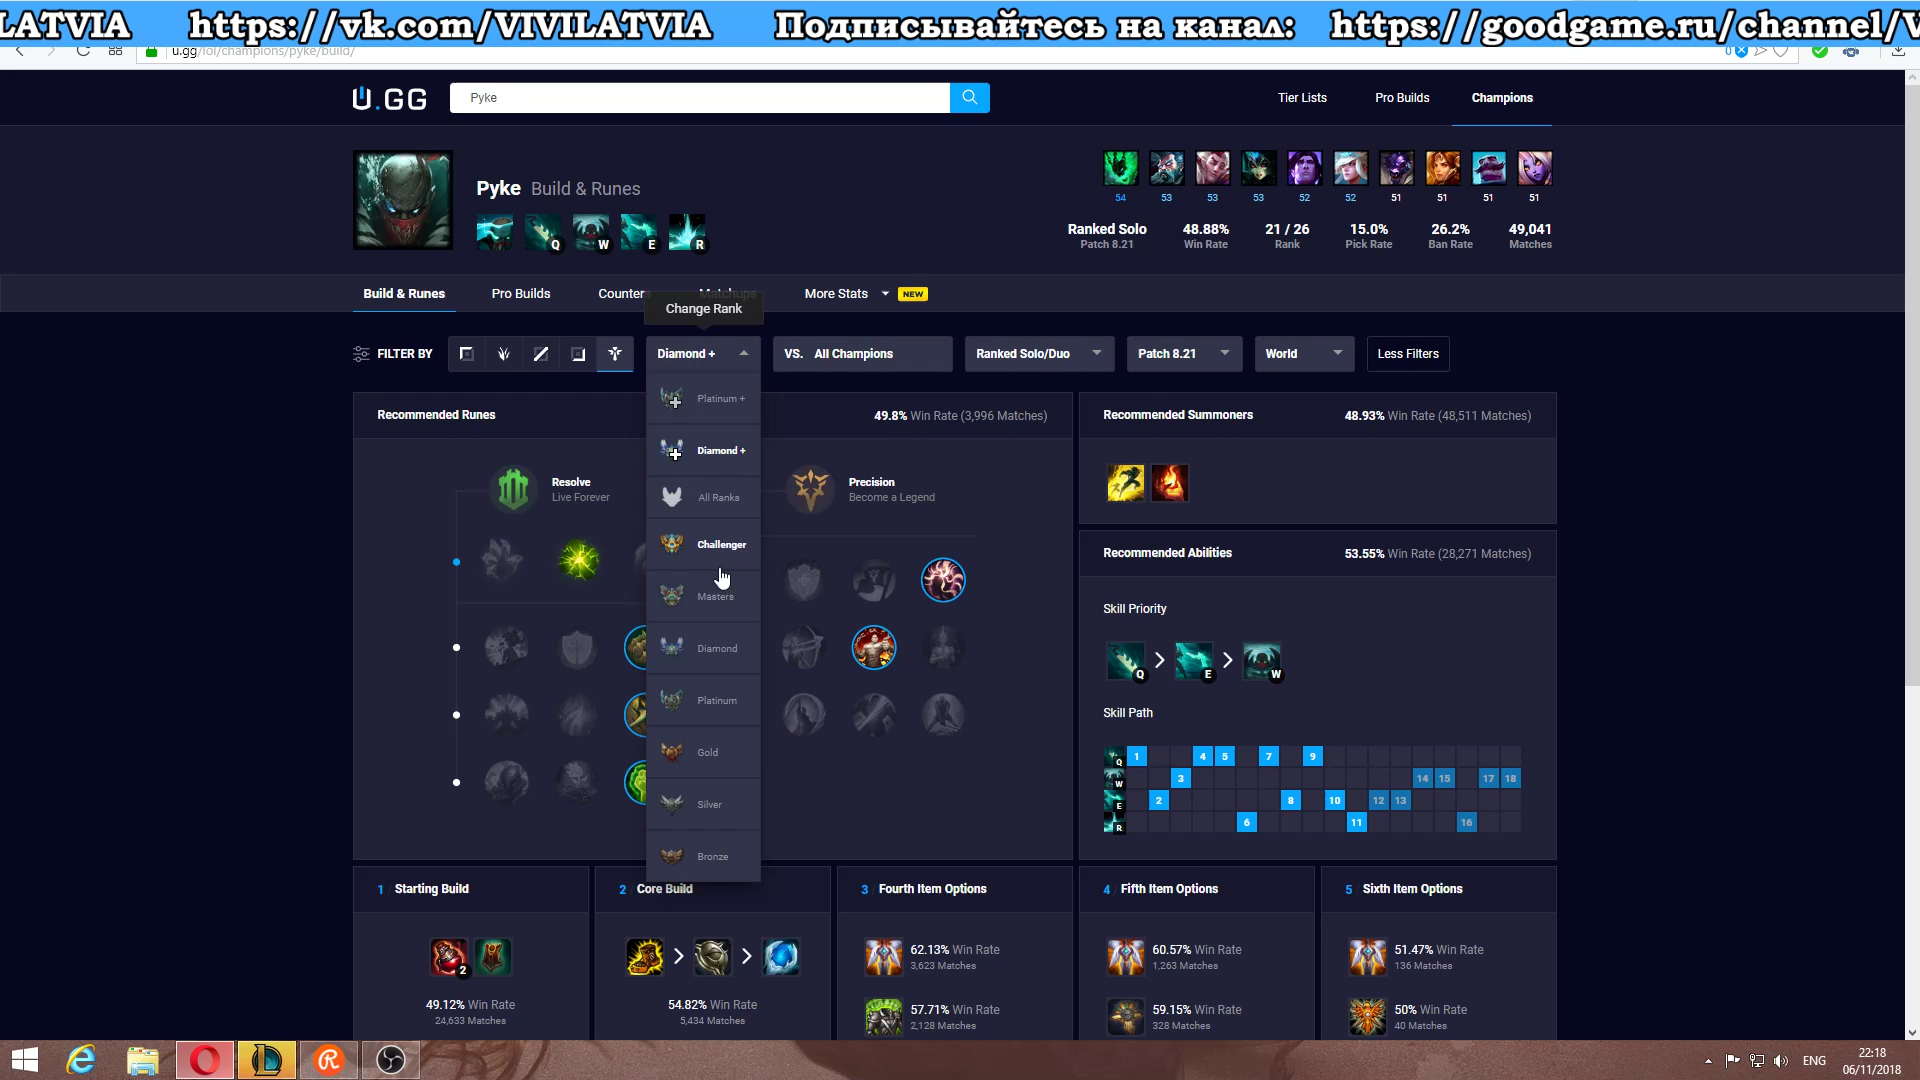 LATVIA https://vk.com/VIVILATVIA Подписывайтесь на канал: https://goodgame.ru/channel/V
u.gg/lol/champions/pyke/build/
0
U.GG
Pyke
Tier Lists Pro Builds Champions
Pyke Build & Runes
Q W E R
54 53 53 53 52 52 51 51 51 51
Ranked Solo 48.88% 21 / 26 15.0% 26.2% 49,041
Patch 8.21 Win Rate Rank Pick Rate Ban Rate Matches
Build & Runes Pro Builds Counters Matchups More Stats NEW
Change Rank
FILTER BY Diamond + VS. All Champions Ranked Solo/Duo Patch 8.21 World Less Filters
Platinum +
Diamond +
All Ranks
Challenger
Masters
Diamond
Platinum
Gold
Silver
Bronze
Recommended Runes 49.8% Win Rate (3,996 Matches)
Resolve
Live Forever
Precision
Become a Legend
Recommended Summoners 48.93% Win Rate (48,511 Matches)
Recommended Abilities 53.55% Win Rate (28,271 Matches)
Skill Priority
Q E W
Skill Path
Q 1 4 5 7 9
W 3 14 15 17 18
E 2 8 10 12 13
R 6 11 16
1 Starting Build
2
49.12% Win Rate
24,633 Matches
2 Core Build
54.82% Win Rate
5,434 Matches
3 Fourth Item Options
62.13% Win Rate
3,623 Matches
57.71% Win Rate
2,128 Matches
4 Fifth Item Options
60.57% Win Rate
1,263 Matches
59.15% Win Rate
328 Matches
5 Sixth Item Options
51.47% Win Rate
136 Matches
50% Win Rate
40 Matches
ENG
22:18
06/11/2018